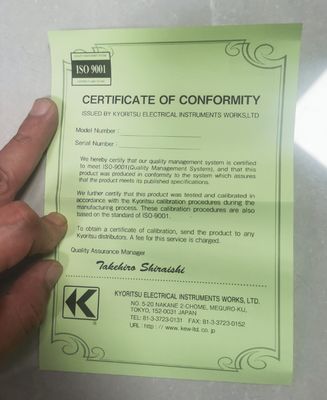 ISO 9001
CERTIFICATE OF CONFORMITY
ISSUED BY KYORITSU ELECTRICAL INSTRUMENTS WORKS,LTD
Model Number :
Serial Number :
We hereby certify that our quality management system is certified
to meet ISO-9001(Quality Management System), and that this
product was produced in conformity to the system which assures
that the product meets its published specifications.
We further certify that this product was tested and calibrated in
accordance with the Kyoritsu calibration procedures during the
manufacturing process. These calibration procedures are also
based on the standard of ISO-9001.
To obtain a certificate of calibration, send the product to any
Kyoritsu distributors. A fee for this service is charged.
Quality Assurance Manager
Takehiro Shiraishi
K
KYORITSU ELECTRICAL INSTRUMENTS WORKS, LTD.
NO. 5-20 NAKANE 2-CHOME, MEGURO-KU,
TOKYO, 152-0031 JAPAN
TEL: 81-3-3723-0131 FAX: 81-3-3723-0152
URL : http : // www. kew-ltd. co. jp